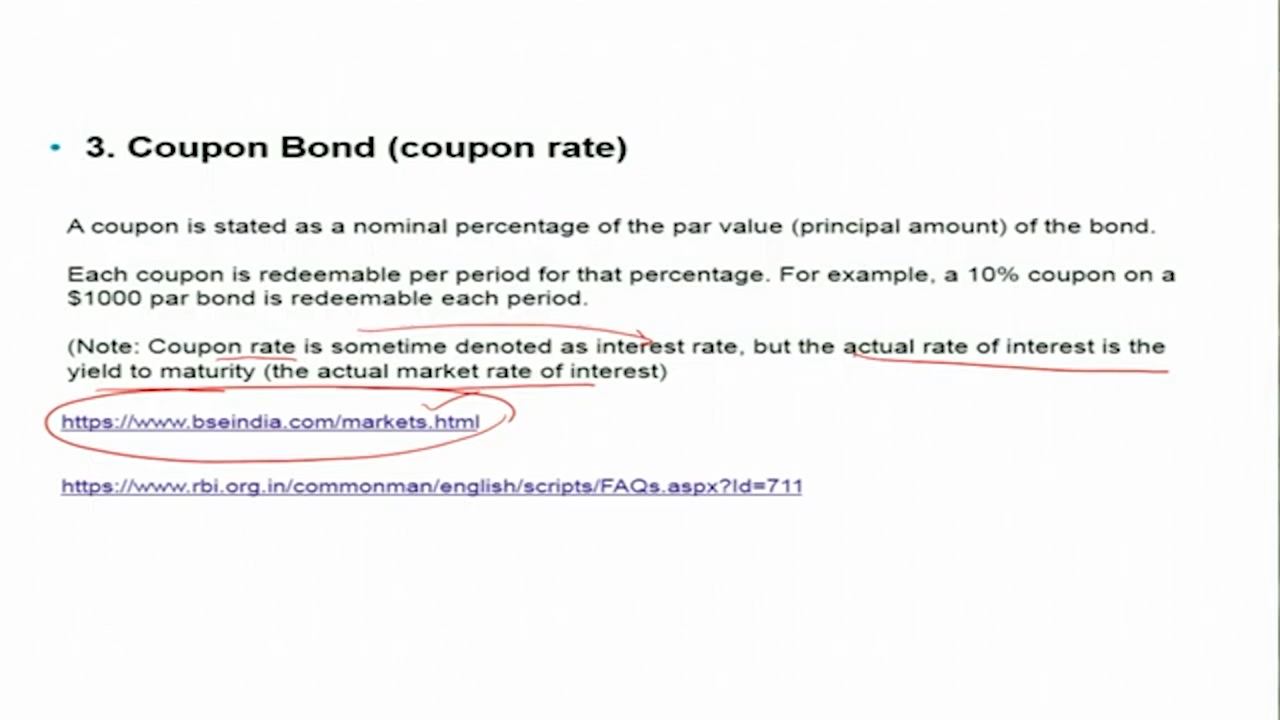 • 3. Coupon Bond (coupon rate)
A coupon is stated as a nominal percentage of the par value (principal amount) of the bond.
Each coupon is redeemable per period for that percentage. For example, a 10% coupon on a
$1000 par bond is redeemable each period.
(Note: Coupon rate is sometime denoted as interest rate, but the actual rate of interest is the
yield to maturity (the actual market rate of interest)
https://www.bseindia.com/markets.html
https://www.rbi.org.in/commonman/english/scripts/FAQs.aspx?Id=711